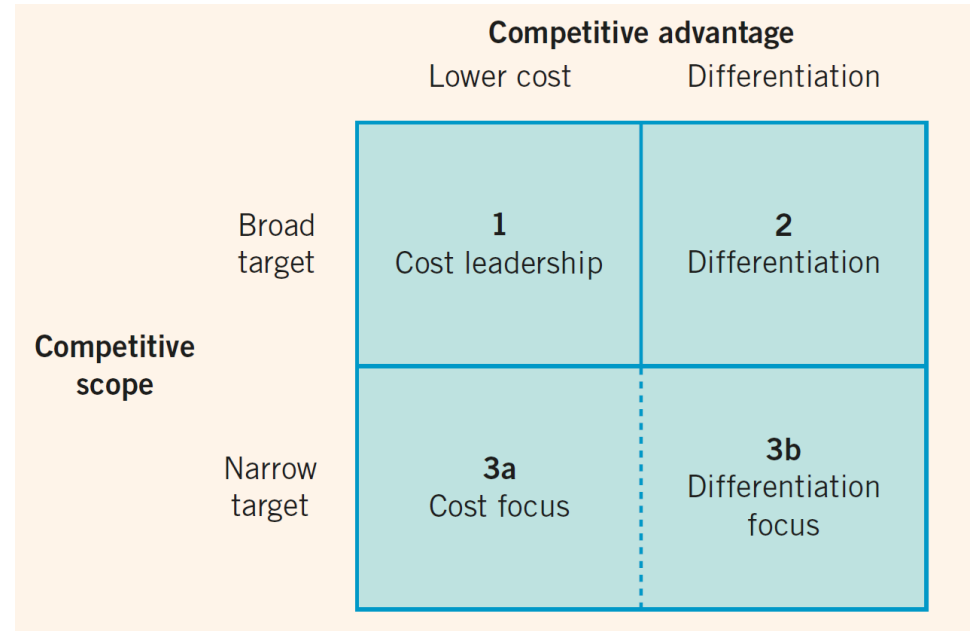 Competitive advantage
Lower cost
Differentiation
Broad
target
1
Cost leadership
2
Differentiation
Competitive
scope
Narrow
target
3a
Cost focus
3b
Differentiation
focus